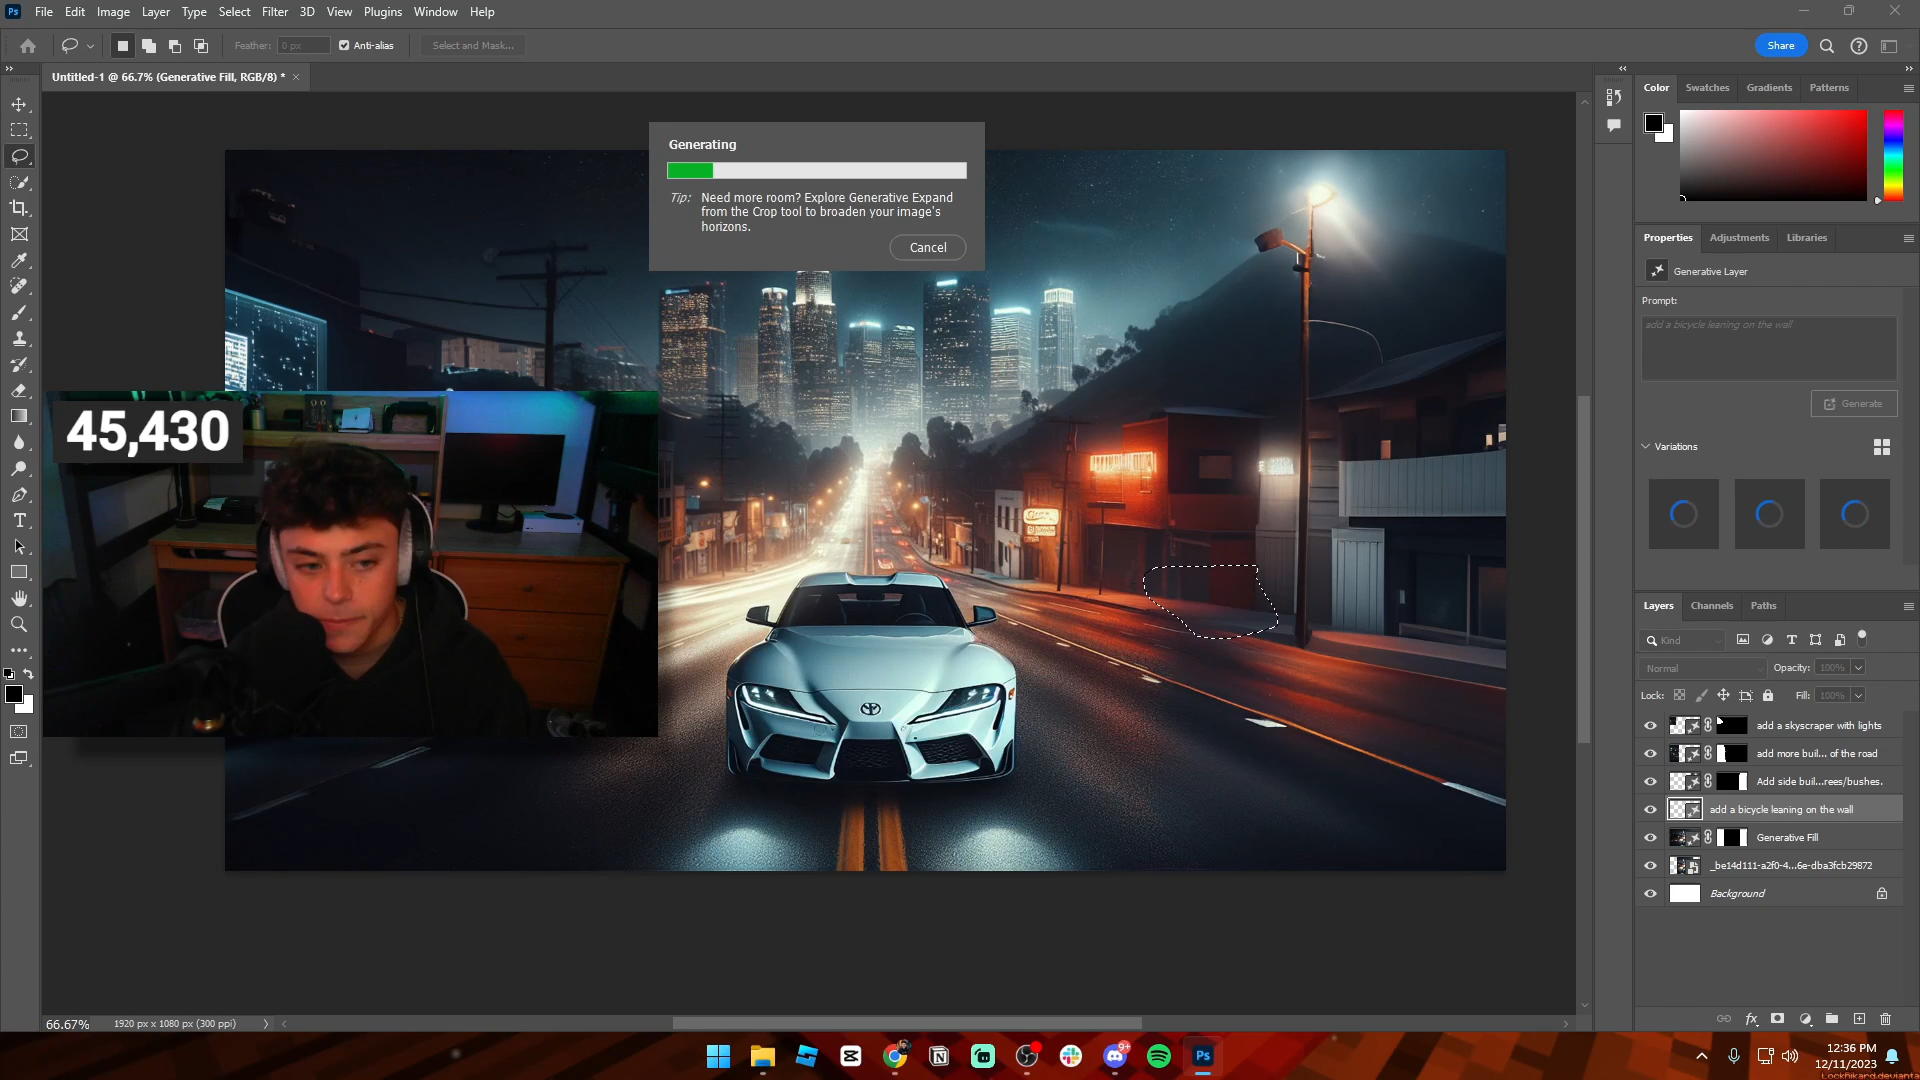 Ps File Edit Image Layer Type Select Filter 3D View Plugins Window Help
Feather: 0 px Anti-alias Select and Mask... Share
Untitled-1 @ 66.7% (Generative Fill, RGB/8) *
Generating
Tip: Need more room? Explore Generative Expand
from the Crop tool to broaden your image's
horizons.
Cancel
45,430
Color Swatches Gradients Patterns
Properties Adjustments Libraries
Generative Layer
Prompt:
add a bicycle leaning on the wall
Generate
Variations
Layers Channels Paths
Kind
Normal Opacity: 100%
Lock: Fill: 100%
add a skyscraper with lights
add more buil... of the road
Add side buil...rees/bushes.
add a bicycle leaning on the wall
Generative Fill
_be14d111-a2f0-4...6e-dba3fcb29872
Background
66.67% 1920 px x 1080 px (300 ppi)
9+
Ps
12:36 PM
12/11/2023